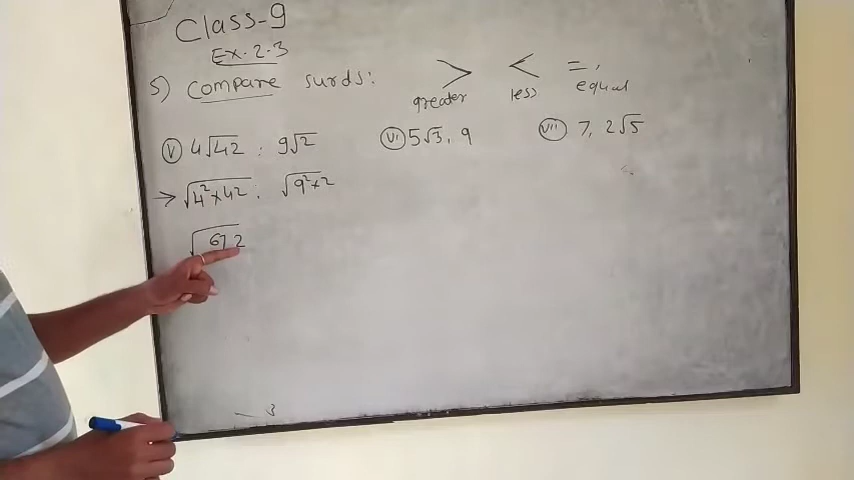 Class-9
Ex. 2.3
5) Compare surds: > < = ,
greater less equal
(V) 4√42 : 9√2 (VI) 5√3, 9 (VII) 7, 2√5
→ √4²×42 : √9²×2
√672